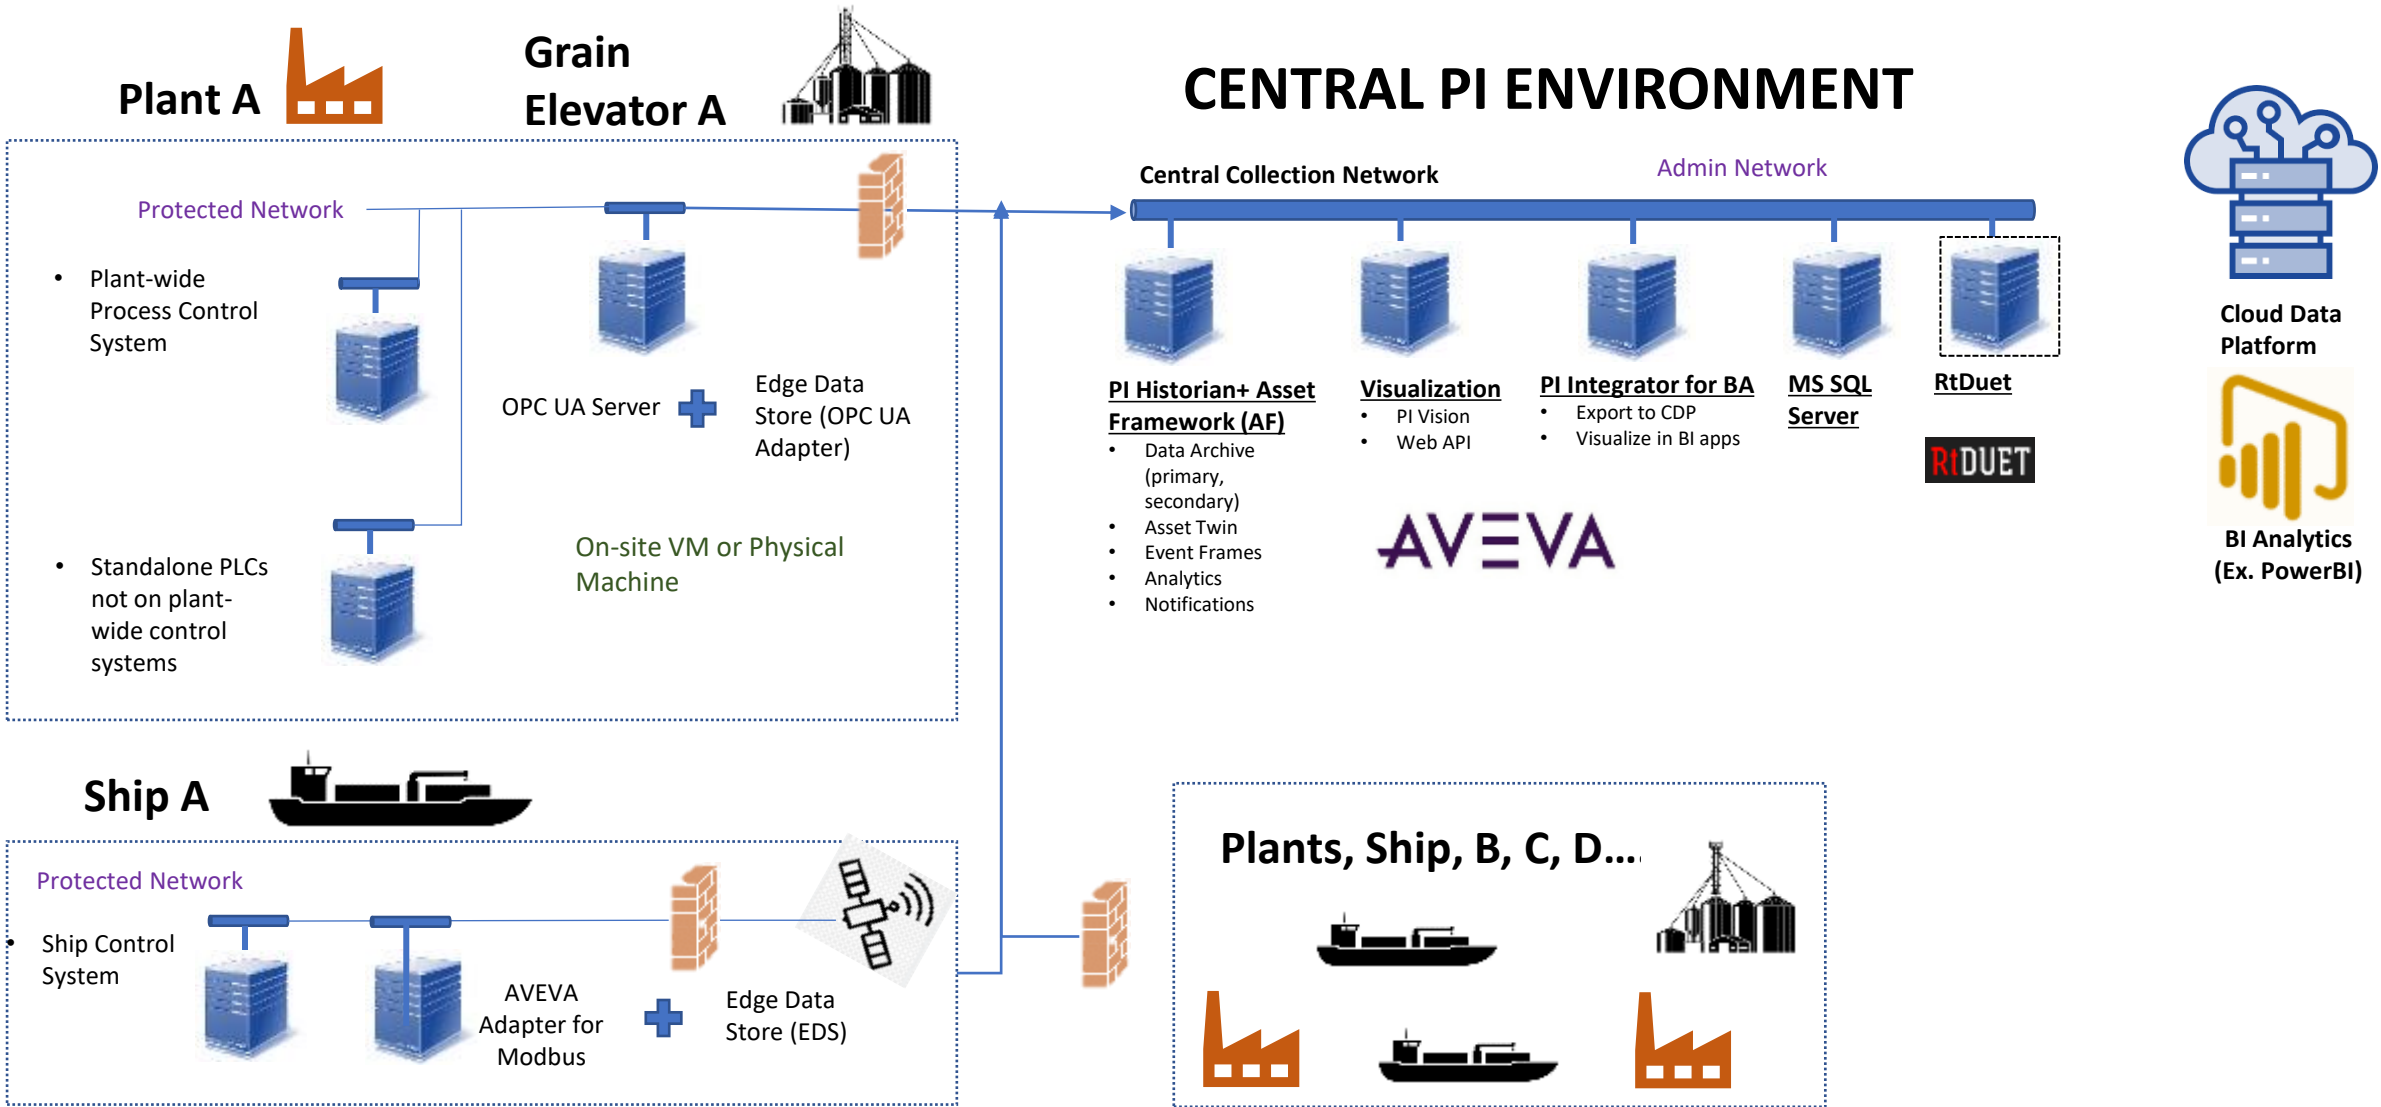 Plant A
Grain
Elevator A
CENTRAL PI ENVIRONMENT
Central Collection Network
Admin Network
Protected Network
• Plant-wide
Process Control
System
OPC UA Server
Edge Data
Store (OPC UA
Adapter)
• Standalone PLCs
not on plant-
wide control
systems
On-site VM or Physical
Machine
PI Historian+ Asset
Framework (AF)
• Data Archive
(primary,
secondary)
• Asset Twin
• Event Frames
• Analytics
• Notifications
Visualization
• PI Vision
• Web API
PI Integrator for BA
• Export to CDP
• Visualize in BI apps
MS SQL
Server
RtDuet
RtDUET
AVEVA
Cloud Data
Platform
BI Analytics
(Ex. PowerBI)
Ship A
Protected Network
• Ship Control
System
AVEVA
Adapter for
Modbus
Edge Data
Store (EDS)
Plants, Ship, B, C, D....